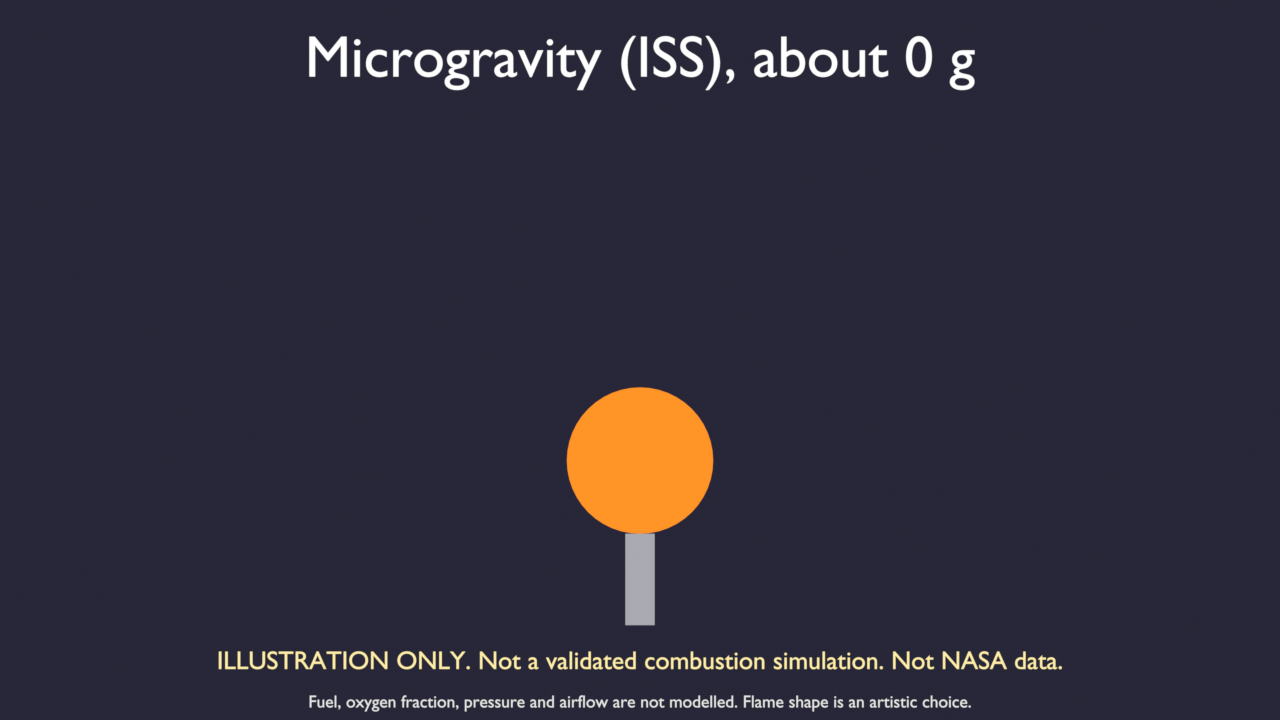 Microgravity (ISS), about 0 g
ILLUSTRATION ONLY. Not a validated combustion simulation. Not NASA data.
Fuel, oxygen fraction, pressure and airflow are not modelled. Flame shape is an artistic choice.